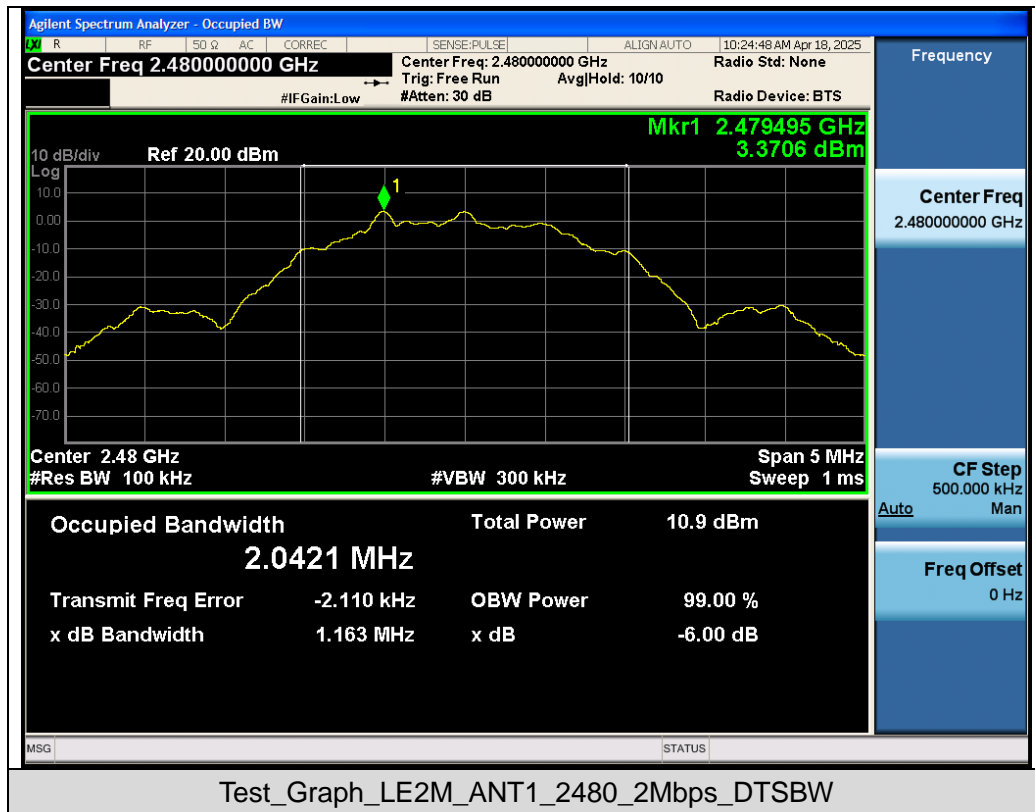 Agilent Spectrum Analyzer - Occupied BW
LXI R RF 50 Ω AC CORREC SENSE:PULSE ALIGN AUTO 10:24:48 AM Apr 18, 2025
Center Freq 2.480000000 GHz
Center Freq: 2.480000000 GHz
Radio Std: None
Trig: Free Run Avg|Hold: 10/10
#IFGain:Low
#Atten: 30 dB
Radio Device: BTS
Mkr1 2.479495 GHz
3.3706 dBm
10 dB/div Ref 20.00 dBm
Log
10.0
0.00
-10.0
-20.0
-30.0
-40.0
-50.0
-60.0
-70.0
1
Center 2.48 GHz Span 5 MHz
#Res BW 100 kHz #VBW 300 kHz Sweep 1 ms
Occupied Bandwidth Total Power 10.9 dBm
2.0421 MHz
Transmit Freq Error -2.110 kHz OBW Power 99.00 %
x dB Bandwidth 1.163 MHz x dB -6.00 dB
Frequency
Center Freq
2.480000000 GHz
CF Step
500.000 kHz
Auto Man
Freq Offset
0 Hz
MSG STATUS
Test_Graph_LE2M_ANT1_2480_2Mbps_DTSBW